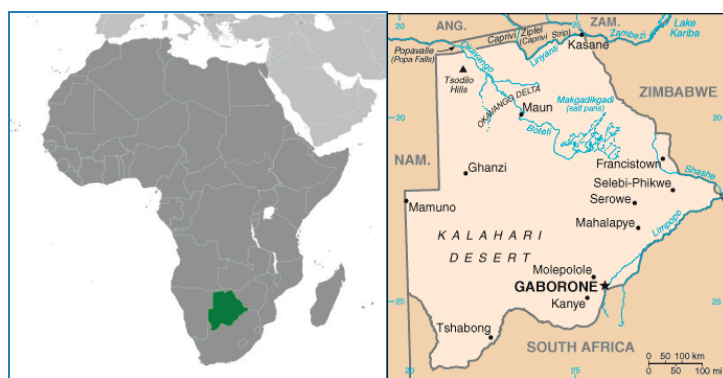 20
ANG.
25
ZAM.
Caprivi Zipfel
(Caprivi Strip)
Zambezi
Lake
Kariba
Popavalle
(Popa Falls)
Okavango
Linyanti
Kasane
Tsodilo
Hills
OKAVANGO DELTA
Makgadikgadi
(salt pans)
ZIMBABWE
20
Maun
20
Boteti
NAM.
Ghanzi
Francistown
Shashe
Selebi-Phikwe
Serowe
Mamuno
Mahalapye
Limpopo
KALAHARI
DESERT
Molepolole
GABORONE
Kanye
25
25
Tshabong
SOUTH AFRICA
0 50 100 km
0 50 100 mi
20
25